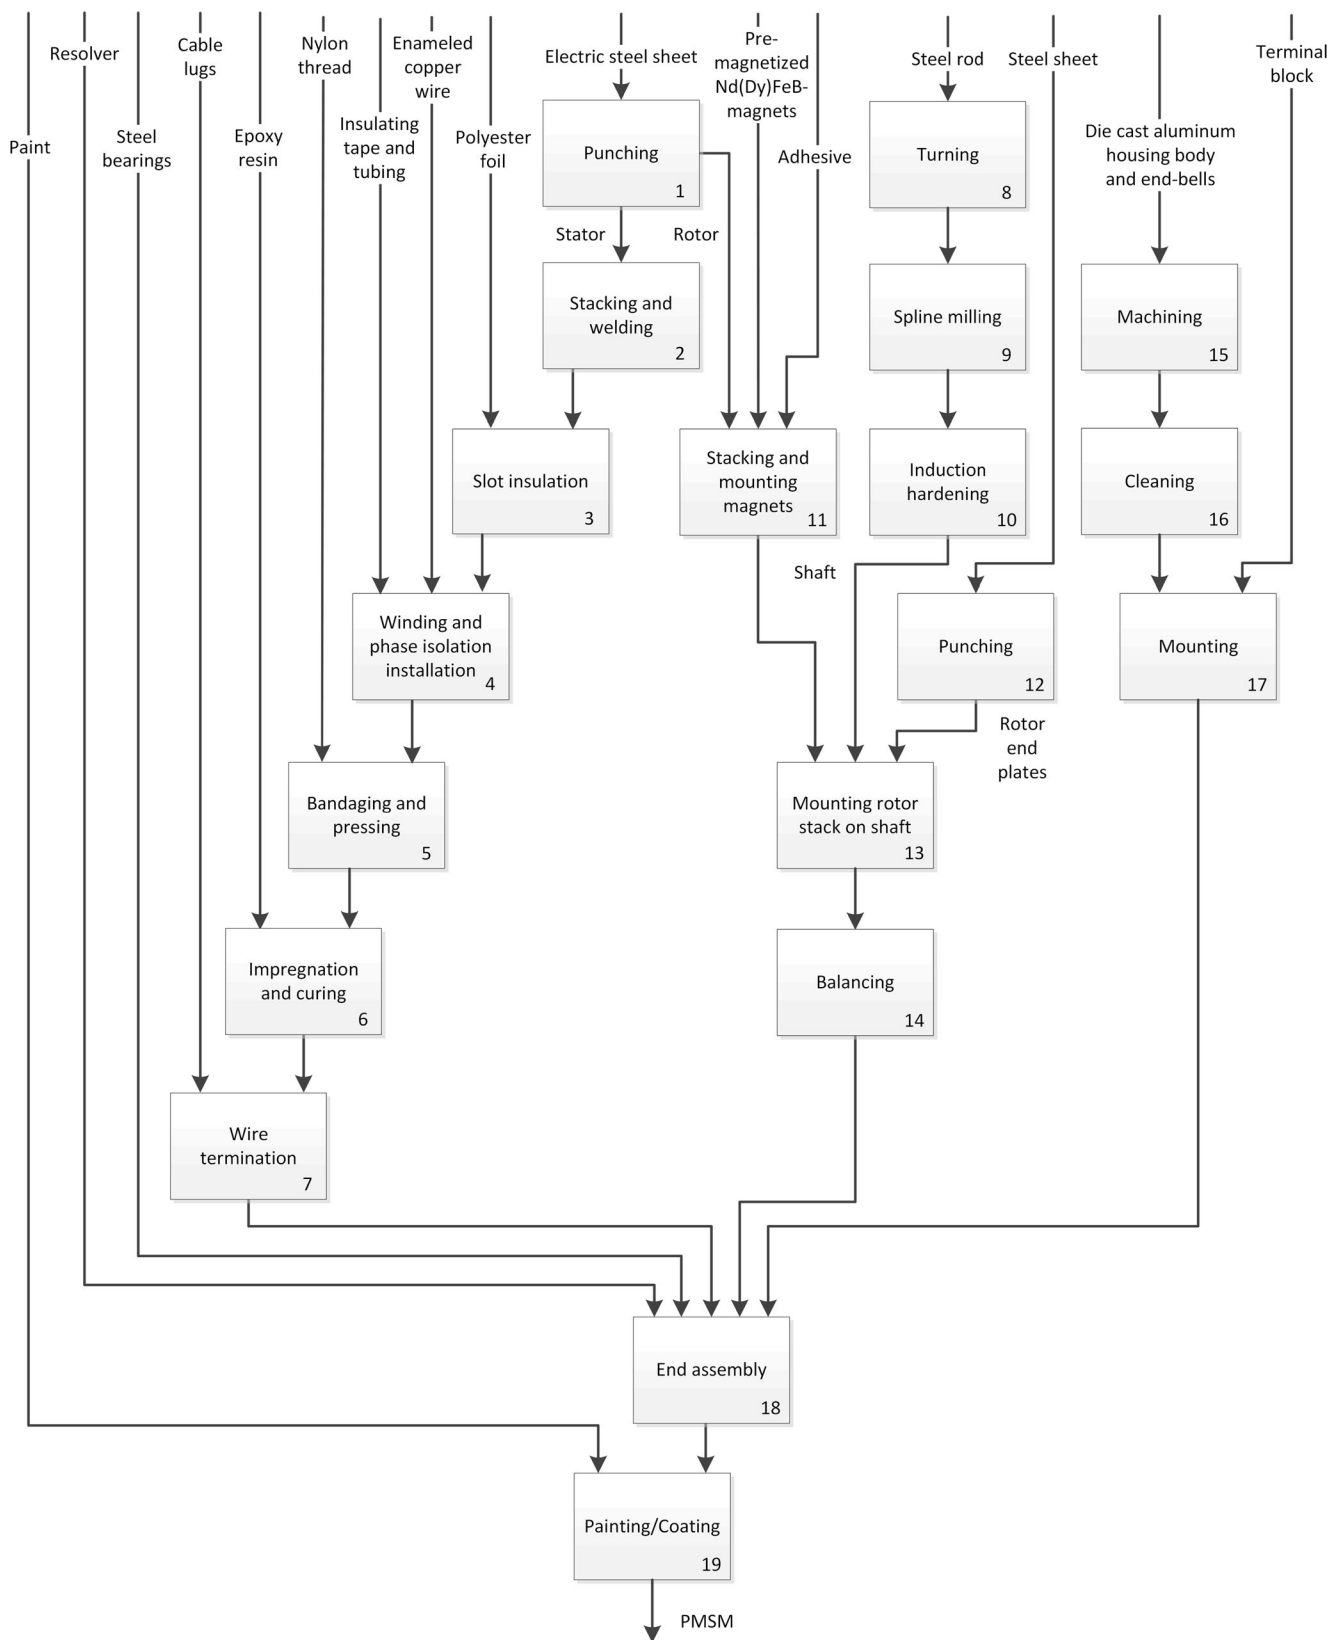 Resolver
Cable
lugs
Nylon
thread
Enameled
copper
wire
Electric steel sheet
Pre-
magnetized
Nd(Dy)FeB-
magnets
Steel rod
Steel sheet
Terminal
block
Paint
Steel
bearings
Epoxy
resin
Insulating
tape and
tubing
Polyester
foil
Adhesive
Die cast aluminum
housing body
and end-bells
Punching
1
Turning
8
Stator
Rotor
Stacking and
welding
2
Spline milling
9
Machining
15
Slot insulation
3
Stacking and
mounting
magnets
11
Induction
hardening
10
Cleaning
16
Shaft
Winding and
phase isolation
installation
4
Punching
12
Mounting
17
Rotor
end
plates
Bandaging and
pressing
5
Mounting rotor
stack on shaft
13
Impregnation
and curing
6
Balancing
14
Wire
termination
7
End assembly
18
Painting/Coating
19
PMSM